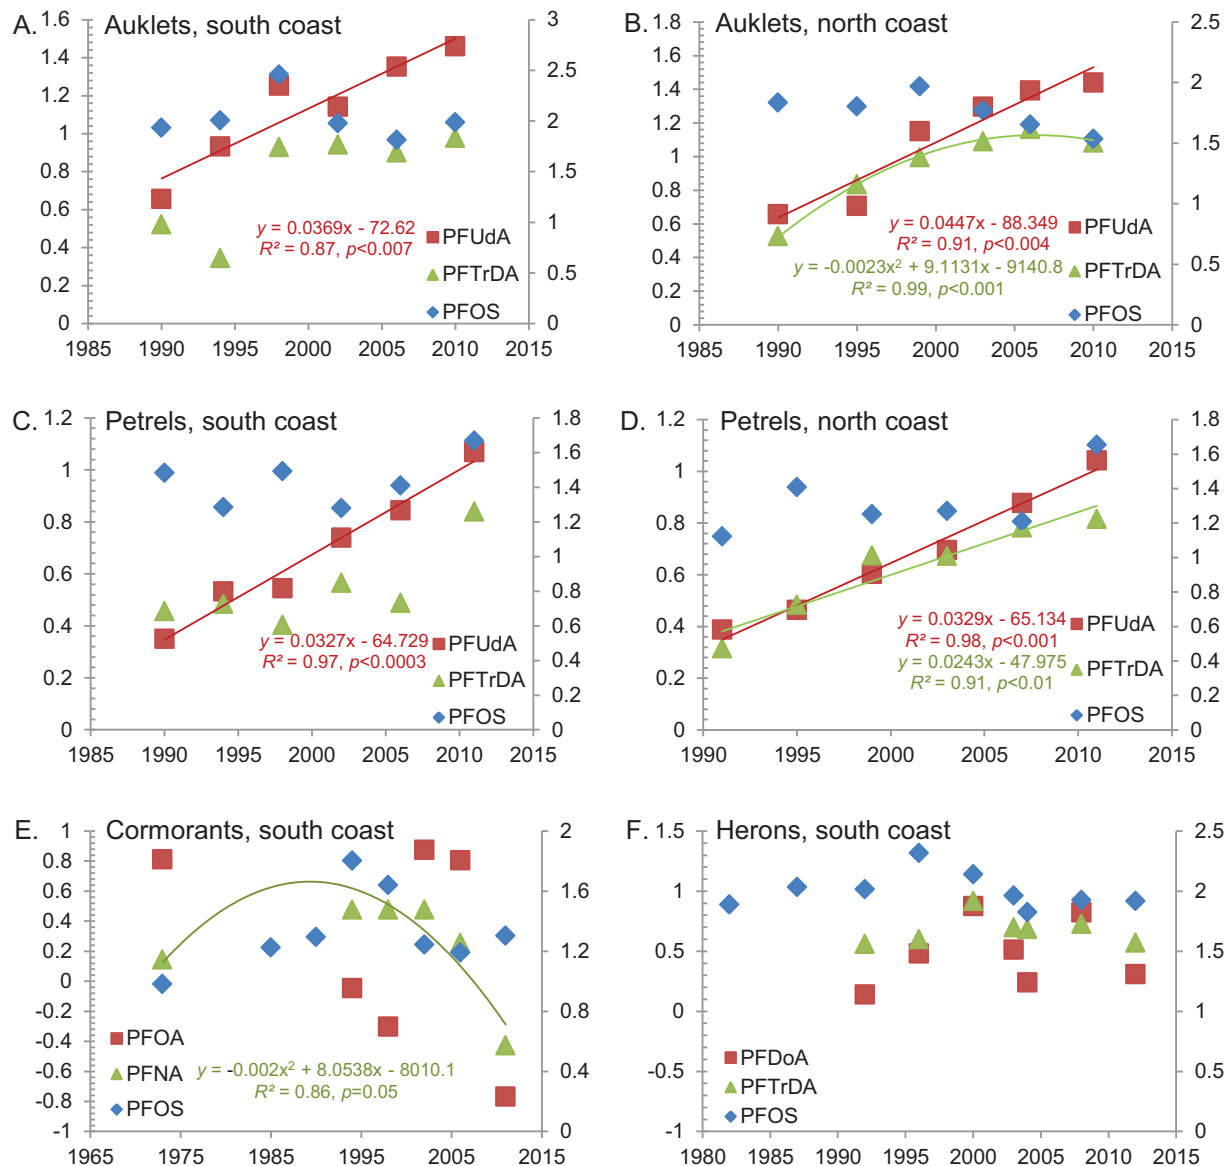 A. Auklets, south coast
1.6
1.4
1.2
1
0.8
0.6
0.4
0.2
0
3
2.5
2
1.5
1
0.5
0
y = 0.0369x - 72.62
R² = 0.87, p<0.007
PFUdA
PFTrDA
PFOS
1985 1990 1995 2000 2005 2010 2015
B. Auklets, north coast
1.8
1.6
1.4
1.2
1
0.8
0.6
0.4
0.2
0
2.5
2
1.5
1
0.5
0
y = 0.0447x - 88.349
R² = 0.91, p<0.004
y = -0.0023x² + 9.1131x - 9140.8
R² = 0.99, p<0.001
PFUdA
PFTrDA
PFOS
1985 1990 1995 2000 2005 2010 2015
C. Petrels, south coast
1.2
1
0.8
0.6
0.4
0.2
0
1.8
1.6
1.4
1.2
1
0.8
0.6
0.4
0.2
0
y = 0.0327x - 64.729
R² = 0.97, p<0.0003
PFUdA
PFTrDA
PFOS
1985 1990 1995 2000 2005 2010 2015
D. Petrels, north coast
1.2
1
0.8
0.6
0.4
0.2
0
1.8
1.6
1.4
1.2
1
0.8
0.6
0.4
0.2
0
y = 0.0329x - 65.134
R² = 0.98, p<0.001
y = 0.0243x - 47.975
R² = 0.91, p<0.01
PFUdA
PFTrDA
PFOS
1990 1995 2000 2005 2010 2015
E. Cormorants, south coast
1
0.8
0.6
0.4
0.2
0
-0.2
-0.4
-0.6
-0.8
-1
2
1.6
1.2
0.8
0.4
0
PFOA
PFNA
PFOS
y = -0.002x² + 8.0538x - 8010.1
R² = 0.86, p=0.05
1965 1975 1985 1995 2005 2015
F. Herons, south coast
1.5
1
0.5
0
-0.5
-1
2.5
2
1.5
1
0.5
0
PFDoA
PFTrDA
PFOS
1980 1985 1990 1995 2000 2005 2010 2015